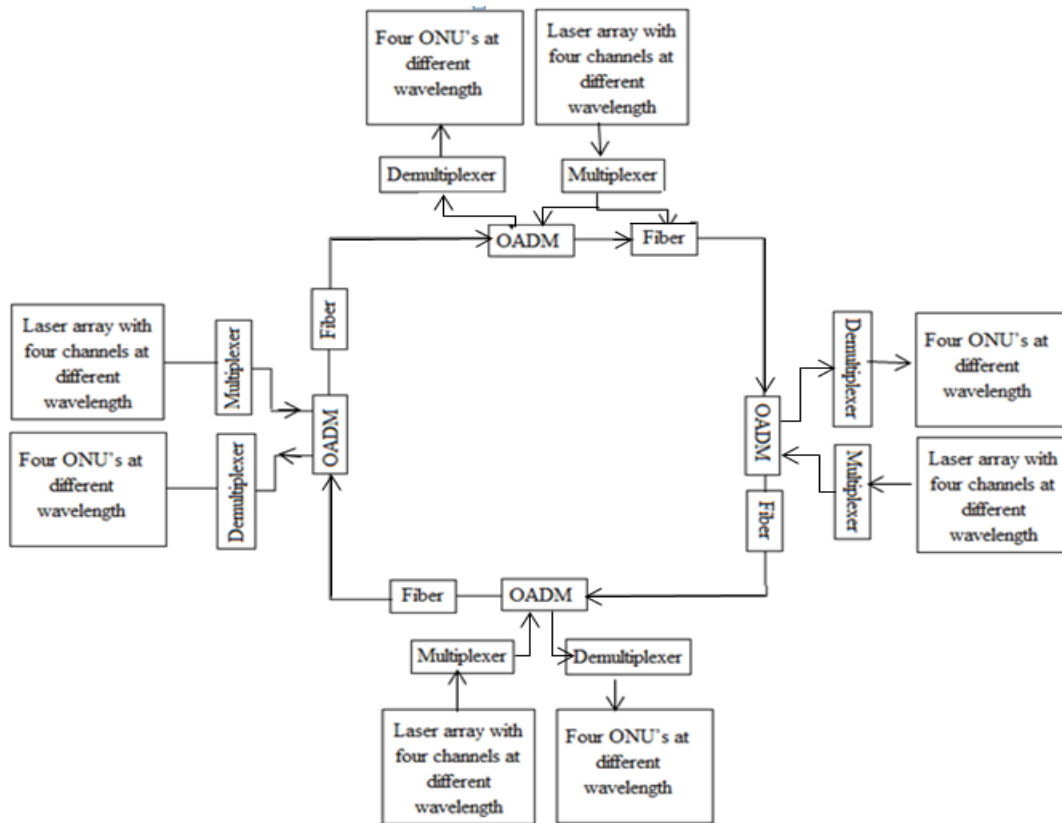 Four ONU's at
different
wavelength
Laser array with
four channels at
different
wavelength
Demultiplexer
Multiplexer
OADM
Fiber
Fiber
Laser array with
four channels at
different
wavelength
Multiplexer
Demultiplexer
Four ONU's at
different
wavelength
OADM
OADM
Four ONU's at
different
wavelength
Demultiplexer
Multiplexer
Laser array with
four channels at
different
wavelength
Fiber
Fiber
OADM
Multiplexer
Demultiplexer
Laser array with
four channels at
different
wavelength
Four ONU's at
different
wavelength